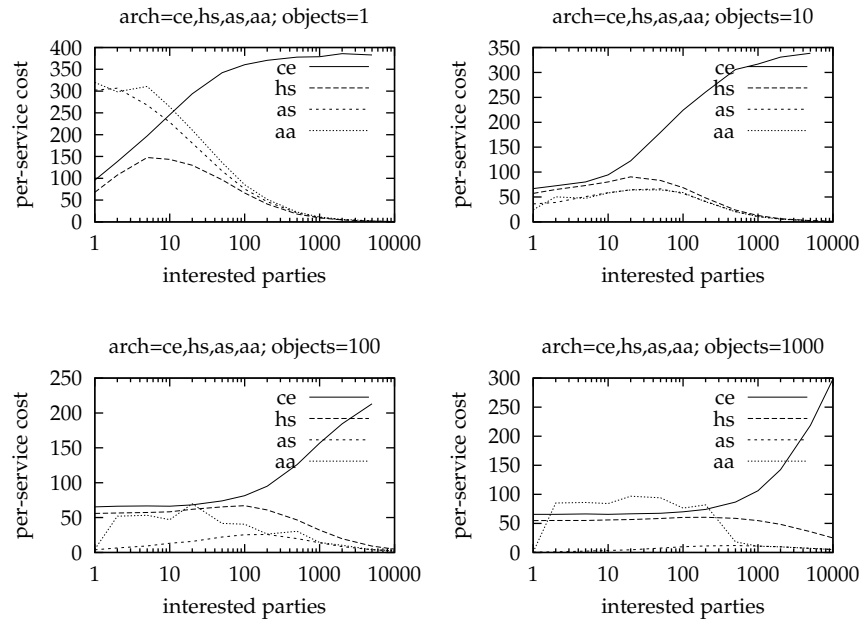 arch=ce,hs,as,aa; objects=1
400
350
300
250
200
150
100
50
0
per-service cost
ce
hs
as
aa
1 10 100 1000 10000
interested parties
arch=ce,hs,as,aa; objects=10
350
300
250
200
150
100
50
0
per-service cost
ce
hs
as
aa
1 10 100 1000 10000
interested parties
arch=ce,hs,as,aa; objects=100
250
200
150
100
50
0
per-service cost
ce
hs
as
aa
1 10 100 1000 10000
interested parties
arch=ce,hs,as,aa; objects=1000
300
250
200
150
100
50
0
per-service cost
ce
hs
as
aa
1 10 100 1000 10000
interested parties